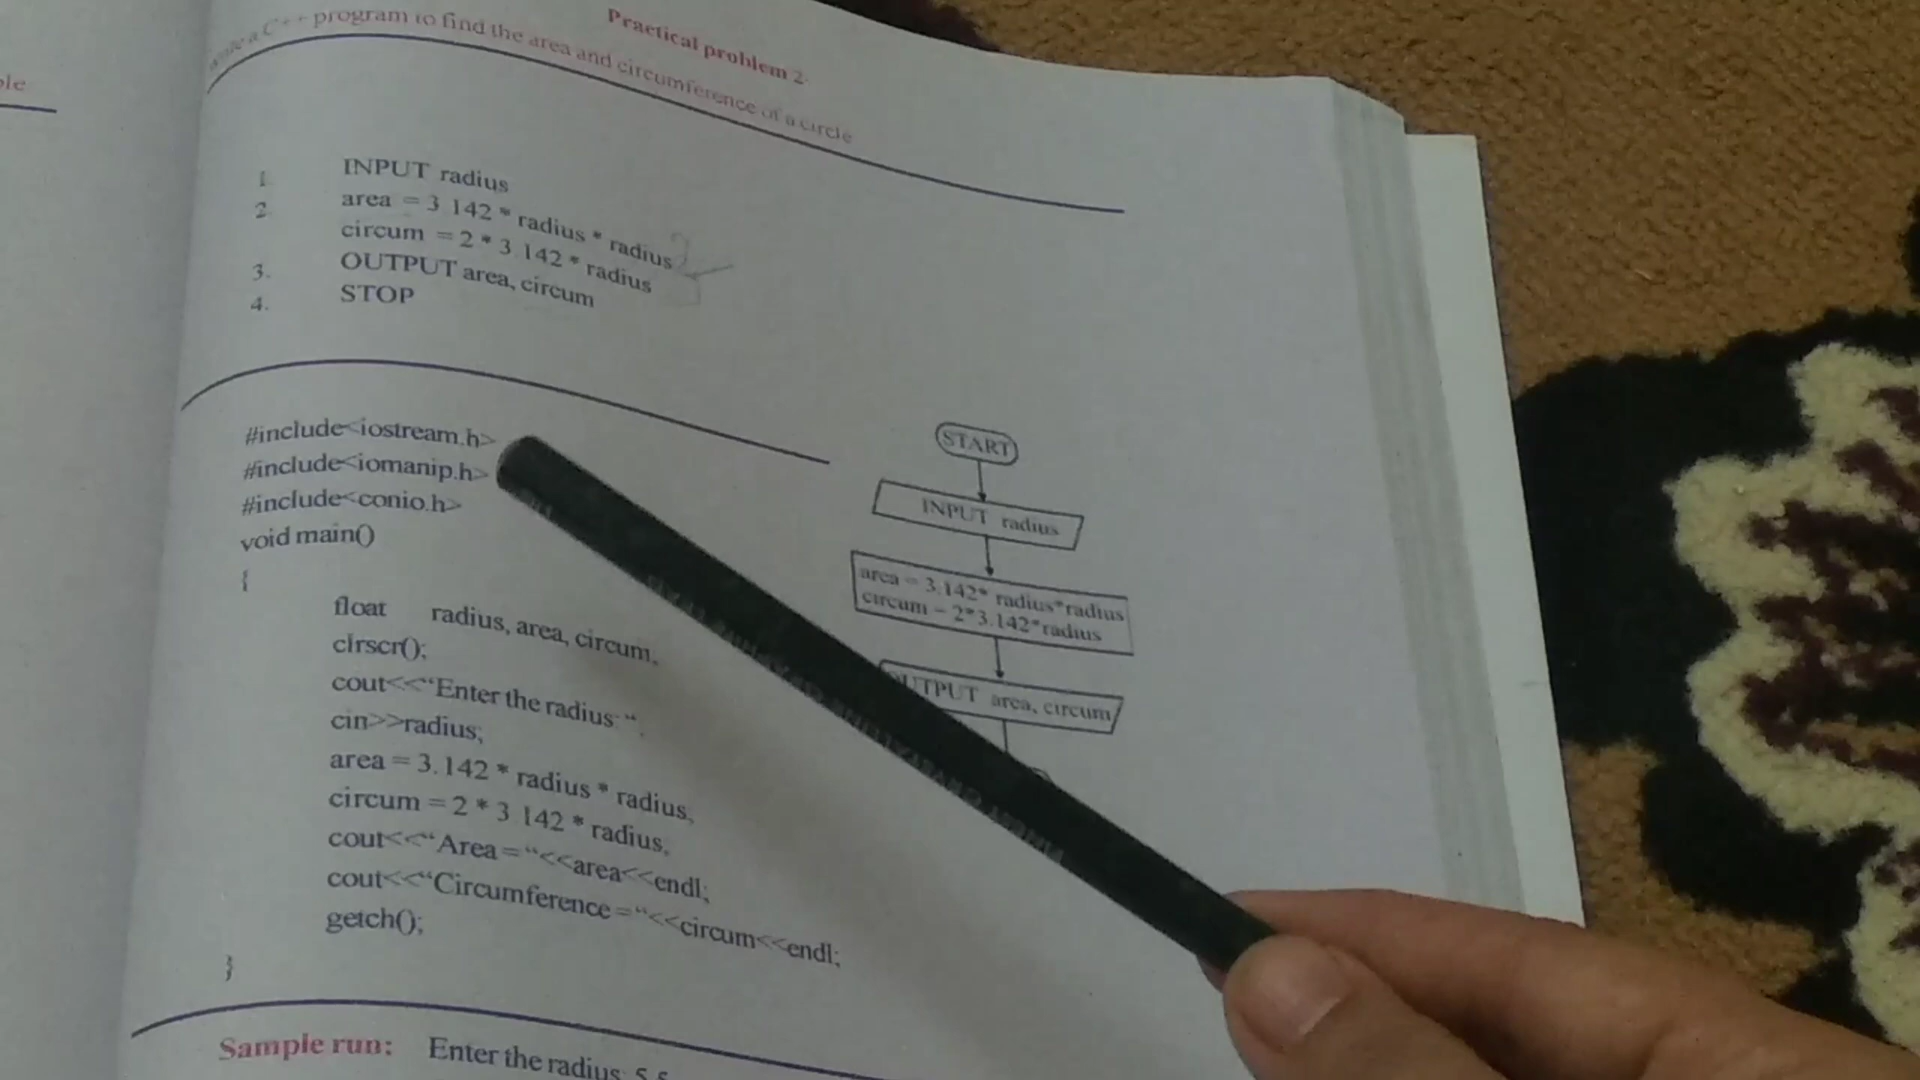 ple
Practical problem 2
Write a C++ program to find the area and circumference of a circle
1. INPUT radius
2. area = 3.142 * radius * radius
circum = 2 * 3.142 * radius
3. OUTPUT area, circum
4. STOP
#include<iostream.h>
#include<iomanip.h>
#include<conio.h>
void main()
{
float radius, area, circum;
clrscr();
cout<<"Enter the radius: ";
cin>>radius;
area = 3.142 * radius * radius;
circum = 2 * 3.142 * radius;
cout<<"Area = "<<area<<endl;
cout<<"Circumference = "<<circum<<endl;
getch();
}
START
INPUT radius
area = 3.142* radius*radius
circum = 2*3.142*radius
OUTPUT area, circum
Sample run: Enter the radius: 5.5